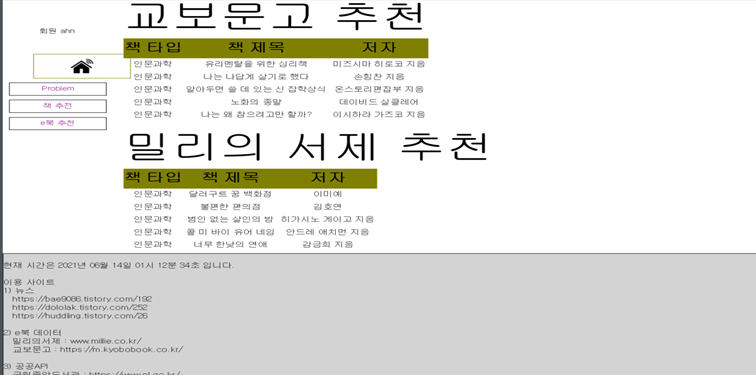 회원 ahn
Problem
책 추천
e북 추천
교보문고 추천
책 타입 책 제목 저자
인문과학 유리멘탈을 위한 심리책 미즈시마 히로코 지음
인문과학 나는 나답게 살기로 했다 손힘찬 지음
인문과학 알아두면 쓸 데 있는 신 잡학상식 온스토리편집부 지음
인문과학 노화의 종말 데이비드 싱클레어
인문과학 나는 왜 참으려고만 할까? 이시하라 가즈코 지음
밀리의 서제 추천
책 타입 책 제목 저자
인문과학 달러구트 꿈 백화점 이미예
인문과학 불편한 편의점 김호연
인문과학 범인 없는 살인의 밤 히가시노 게이고 지음
인문과학 콜 미 바이 유어 네임 안드레 애치먼 지음
인문과학 너무 한낮의 연애 김금희 지음
현재 시간은 2021년 06월 14일 01시 12분 34초 입니다.
이용 사이트
1) 뉴스
https://bae9086.tistory.com/192
https://dololak.tistory.com/252
https://huddling.tistory.com/26
2) e북 데이터
밀리의서제 : www.millie.co.kr/
교보문고 : https://m.kyobobook.co.kr/
3) 공공API